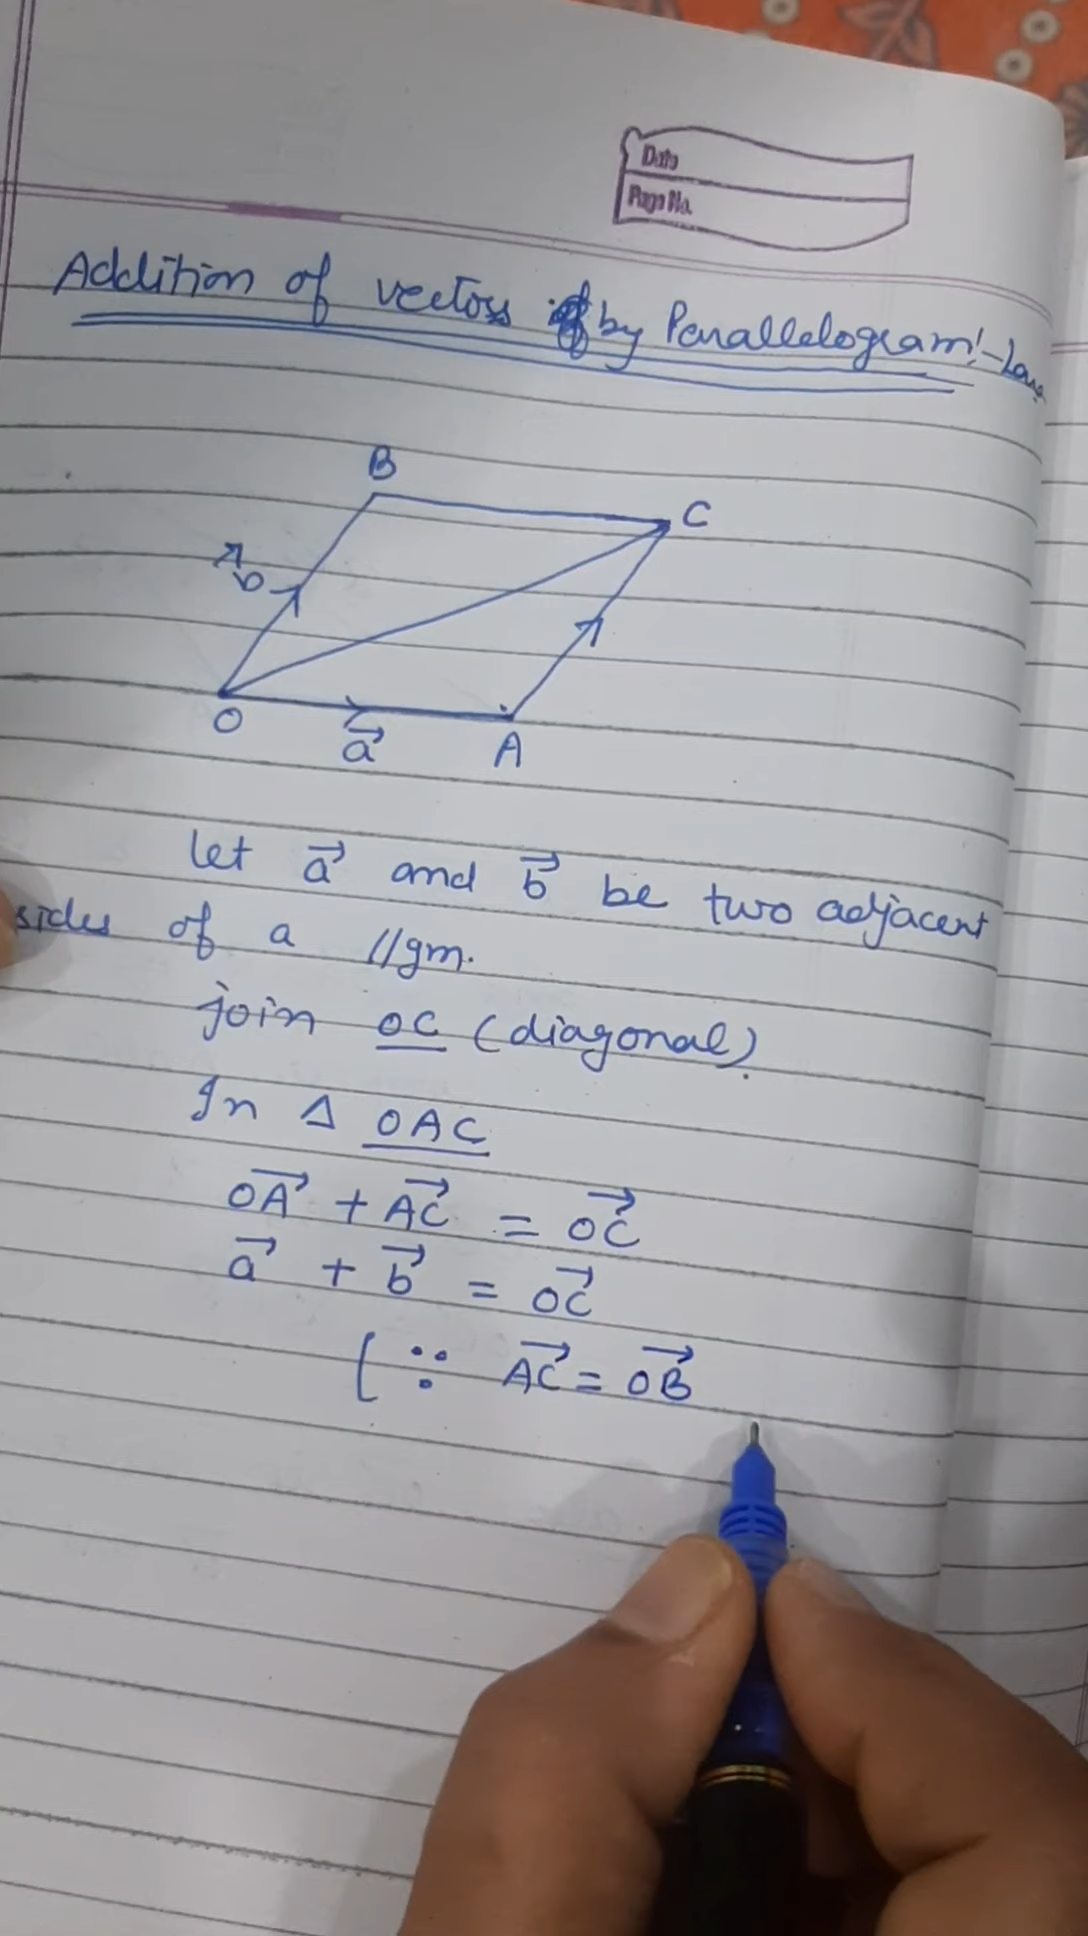 Date
Page No.
Addition of vectors by Parallelogram:-Law
B
C
b
O
a
A
let a⃗ and b⃗ be two adjacent
sides of a //gm.
join OC (diagonal).
In Δ OAC
OA⃗ + AC⃗ = OC⃗
a⃗ + b⃗ = OC⃗
[ ∵ AC⃗ = OB⃗